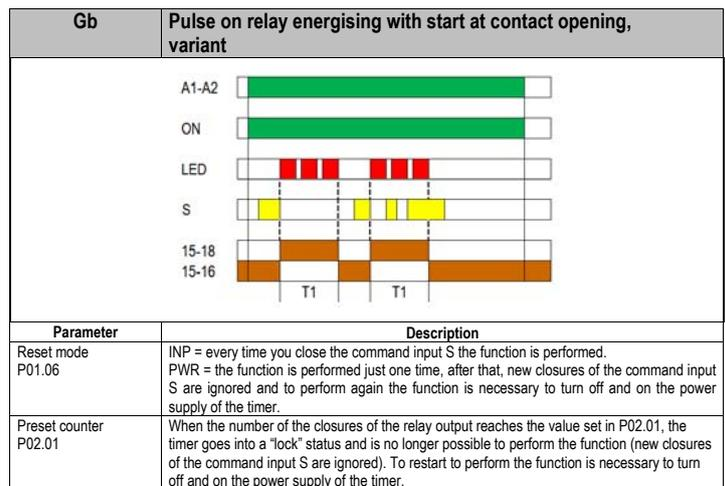 Gb
Pulse on relay energising with start at contact opening,
variant
A1-A2
ON
LED
S
15-18
15-16
T1 T1
Parameter Description
Reset mode
P01.06
INP = every time you close the command input S the function is performed.
PWR = the function is performed just one time, after that, new closures of the command input
S are ignored and to perform again the function is necessary to turn off and on the power
supply of the timer.
Preset counter
P02.01
When the number of the closures of the relay output reaches the value set in P02.01, the
timer goes into a “lock” status and is no longer possible to perform the function (new closures
of the command input S are ignored). To restart to perform the function is necessary to turn
off and on the power supply of the timer.